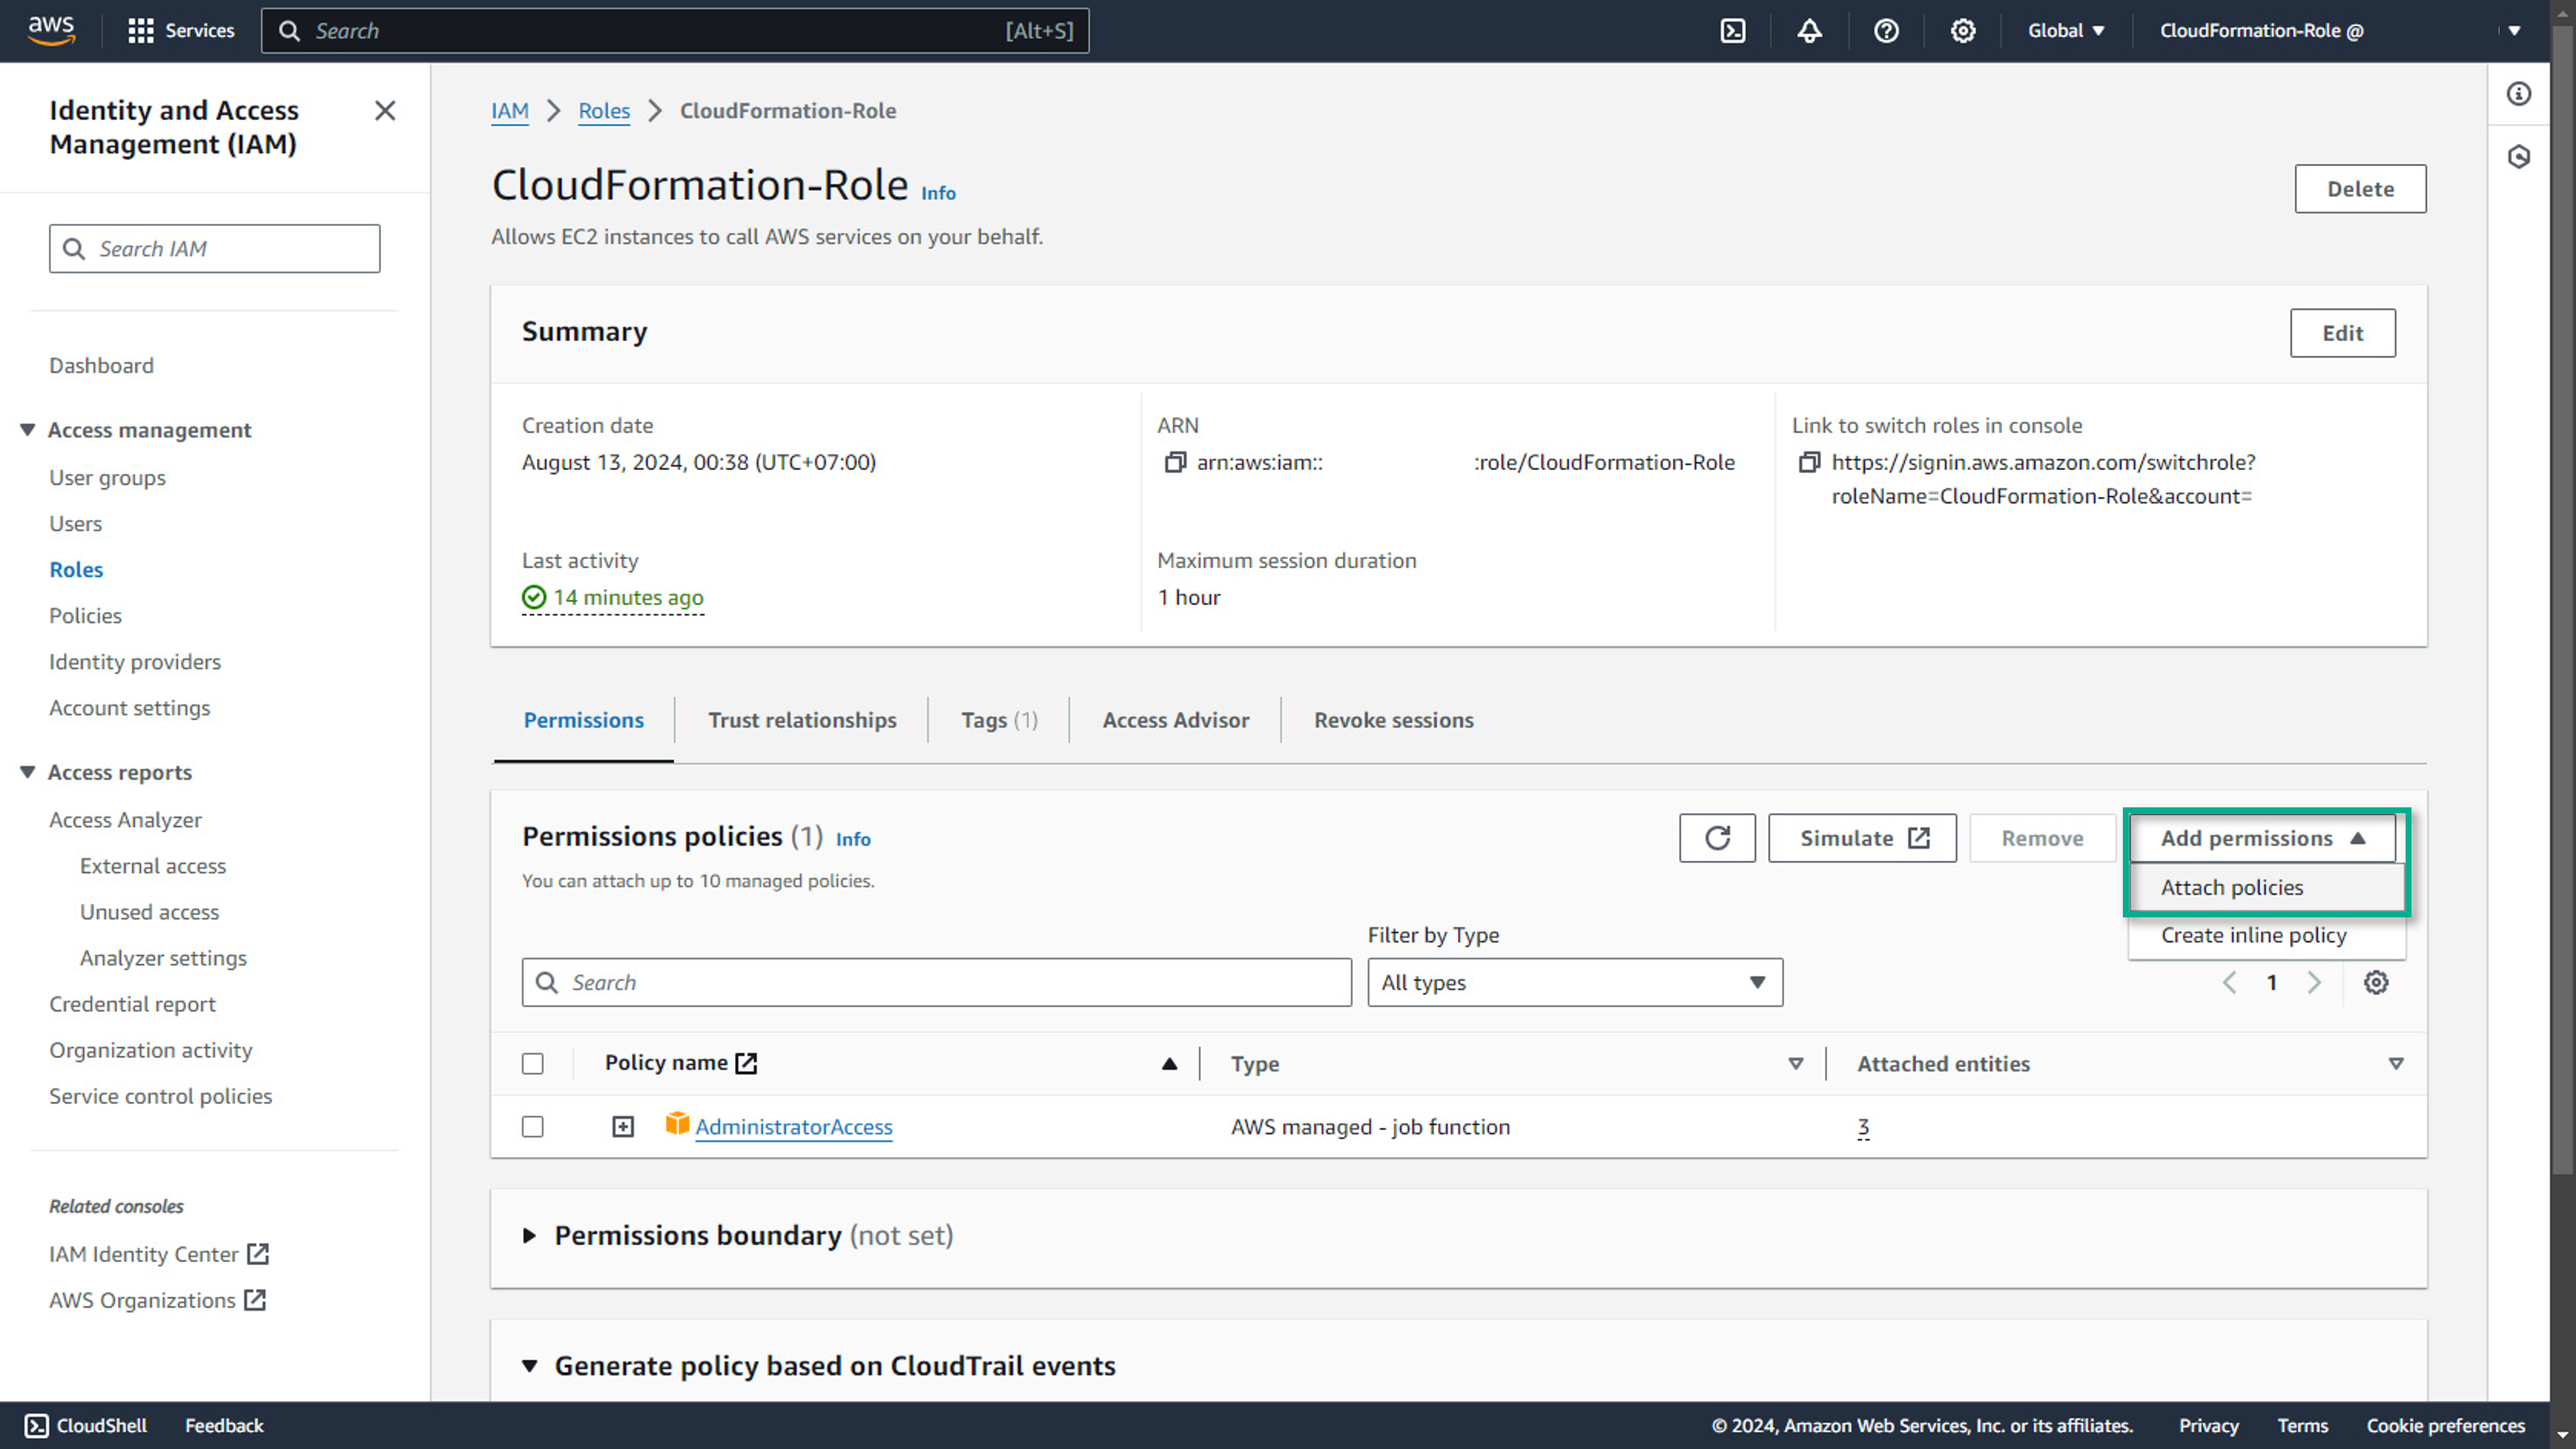 aws
Services
Search
[Alt+S]
Global
CloudFormation-Role @
Identity and Access
Management (IAM)
Search IAM
Dashboard
Access management
User groups
Users
Roles
Policies
Identity providers
Account settings
Access reports
Access Analyzer
External access
Unused access
Analyzer settings
Credential report
Organization activity
Service control policies
Related consoles
IAM Identity Center
AWS Organizations
IAM
Roles
CloudFormation-Role
CloudFormation-Role Info
Delete
Allows EC2 instances to call AWS services on your behalf.
Summary
Edit
Creation date
August 13, 2024, 00:38 (UTC+07:00)
ARN
arn:aws:iam:: :role/CloudFormation-Role
Link to switch roles in console
https://signin.aws.amazon.com/switchrole?
roleName=CloudFormation-Role&account=
Last activity
14 minutes ago
Maximum session duration
1 hour
Permissions
Trust relationships
Tags (1)
Access Advisor
Revoke sessions
Permissions policies (1) Info
You can attach up to 10 managed policies.
Simulate
Remove
Add permissions
Attach policies
Create inline policy
Search
Filter by Type
All types
1
Policy name
Type
Attached entities
AdministratorAccess
AWS managed - job function
3
Permissions boundary (not set)
Generate policy based on CloudTrail events
CloudShell
Feedback
© 2024, Amazon Web Services, Inc. or its affiliates.
Privacy
Terms
Cookie preferences